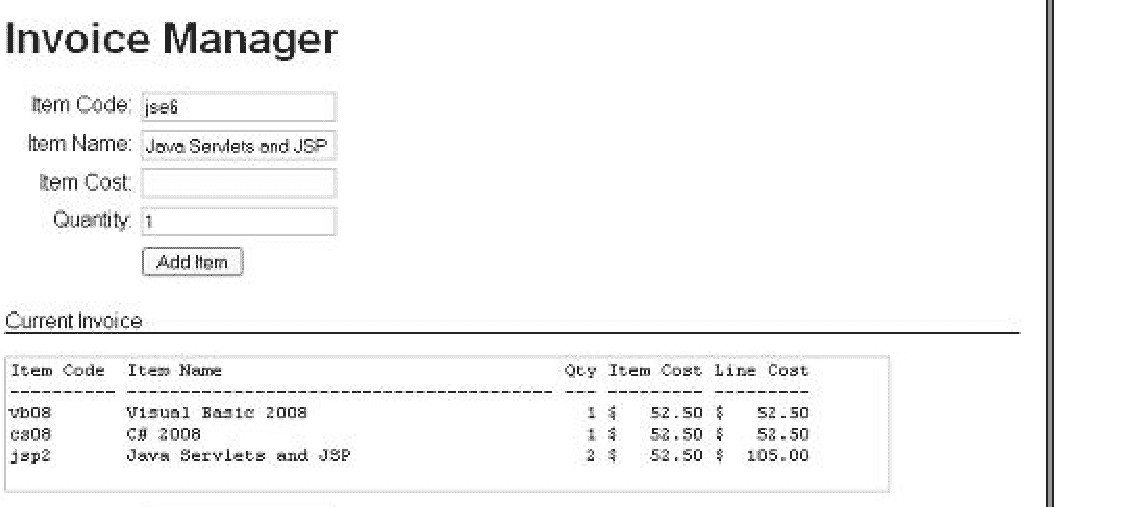 Invoice Manager
Item Code: jse6
Item Name: Java Servlets and JSP
Item Cost:
Quantity: 1
Add Item
Current Invoice
Item Code Item Name Qty Item Cost Line Cost
----------- ---------------------------------------- --- --------- ---------
vb08 Visual Basic 2008 1 $ 52.50 $ 52.50
cs08 C# 2008 1 $ 52.50 $ 52.50
jsp2 Java Servlets and JSP 2 $ 52.50 $ 105.00